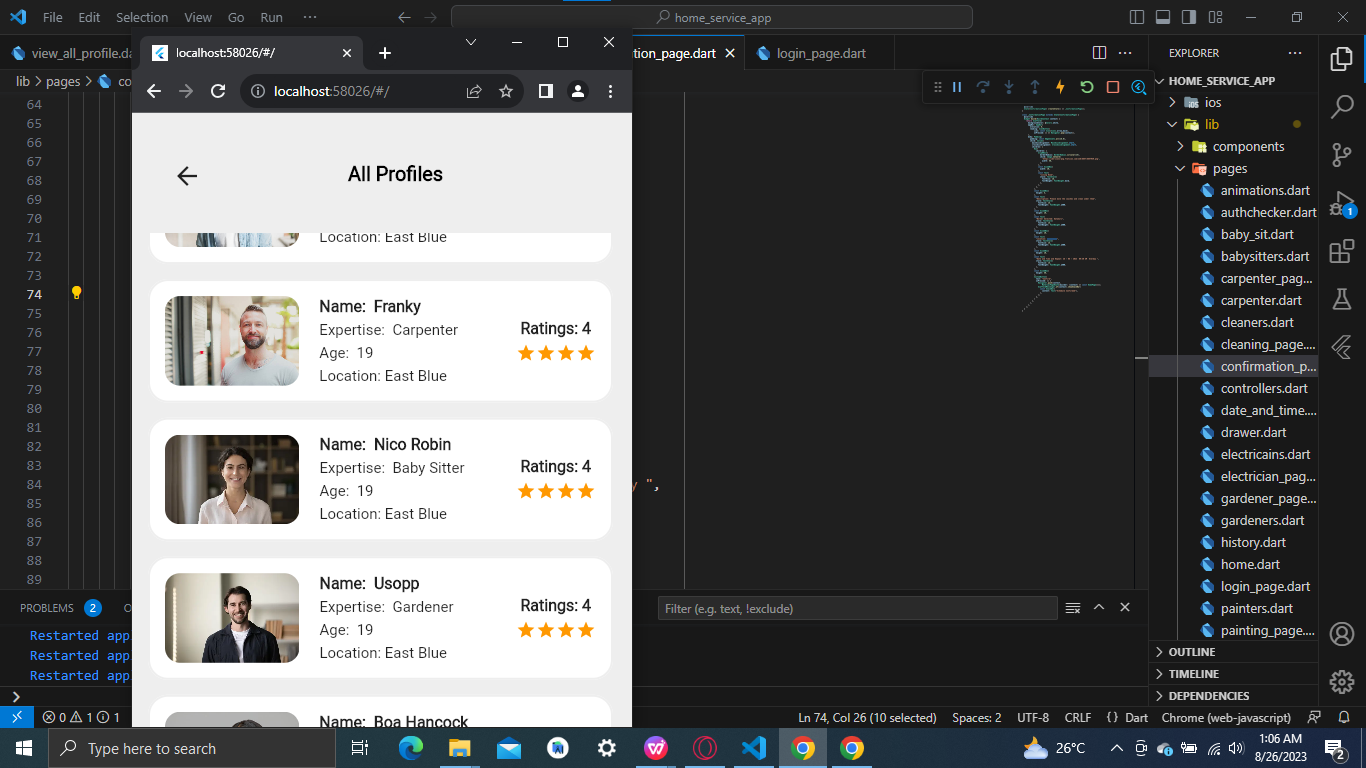 File Edit Selection View Go Run ··· home_service_app
view_all_profile.da
localhost:58026/#/
tion_page.dart
login_page.dart
lib > pages > co
localhost:58026/#/
64
65
66
67
68
69
70
71
72
73
74
75
76
77
78
79
80
81
82
83
84
85
86
87
88
89
y ",
All Profiles
Location: East Blue
Name: Franky
Expertise: Carpenter
Age: 19
Location: East Blue
Ratings: 4
Name: Nico Robin
Expertise: Baby Sitter
Age: 19
Location: East Blue
Ratings: 4
Name: Usopp
Expertise: Gardener
Age: 19
Location: East Blue
Ratings: 4
Name: Boa Hancock
EXPLORER
HOME_SERVICE_APP
ios
lib
components
pages
animations.dart
authchecker.dart
baby_sit.dart
babysitters.dart
carpenter_pag...
carpenter.dart
cleaners.dart
cleaning_page....
confirmation_p...
controllers.dart
date_and_time....
drawer.dart
electricains.dart
electrician_pag...
gardener_page...
gardeners.dart
history.dart
home.dart
login_page.dart
painters.dart
painting_page....
OUTLINE
TIMELINE
DEPENDENCIES
1
PROBLEMS 2 O
Filter (e.g. text, !exclude)
Restarted app
Restarted app
Restarted app
0 1 1
Ln 74, Col 26 (10 selected) Spaces: 2 UTF-8 CRLF {} Dart Chrome (web-javascript)
Type here to search
26°C
1:06 AM
8/26/2023
2